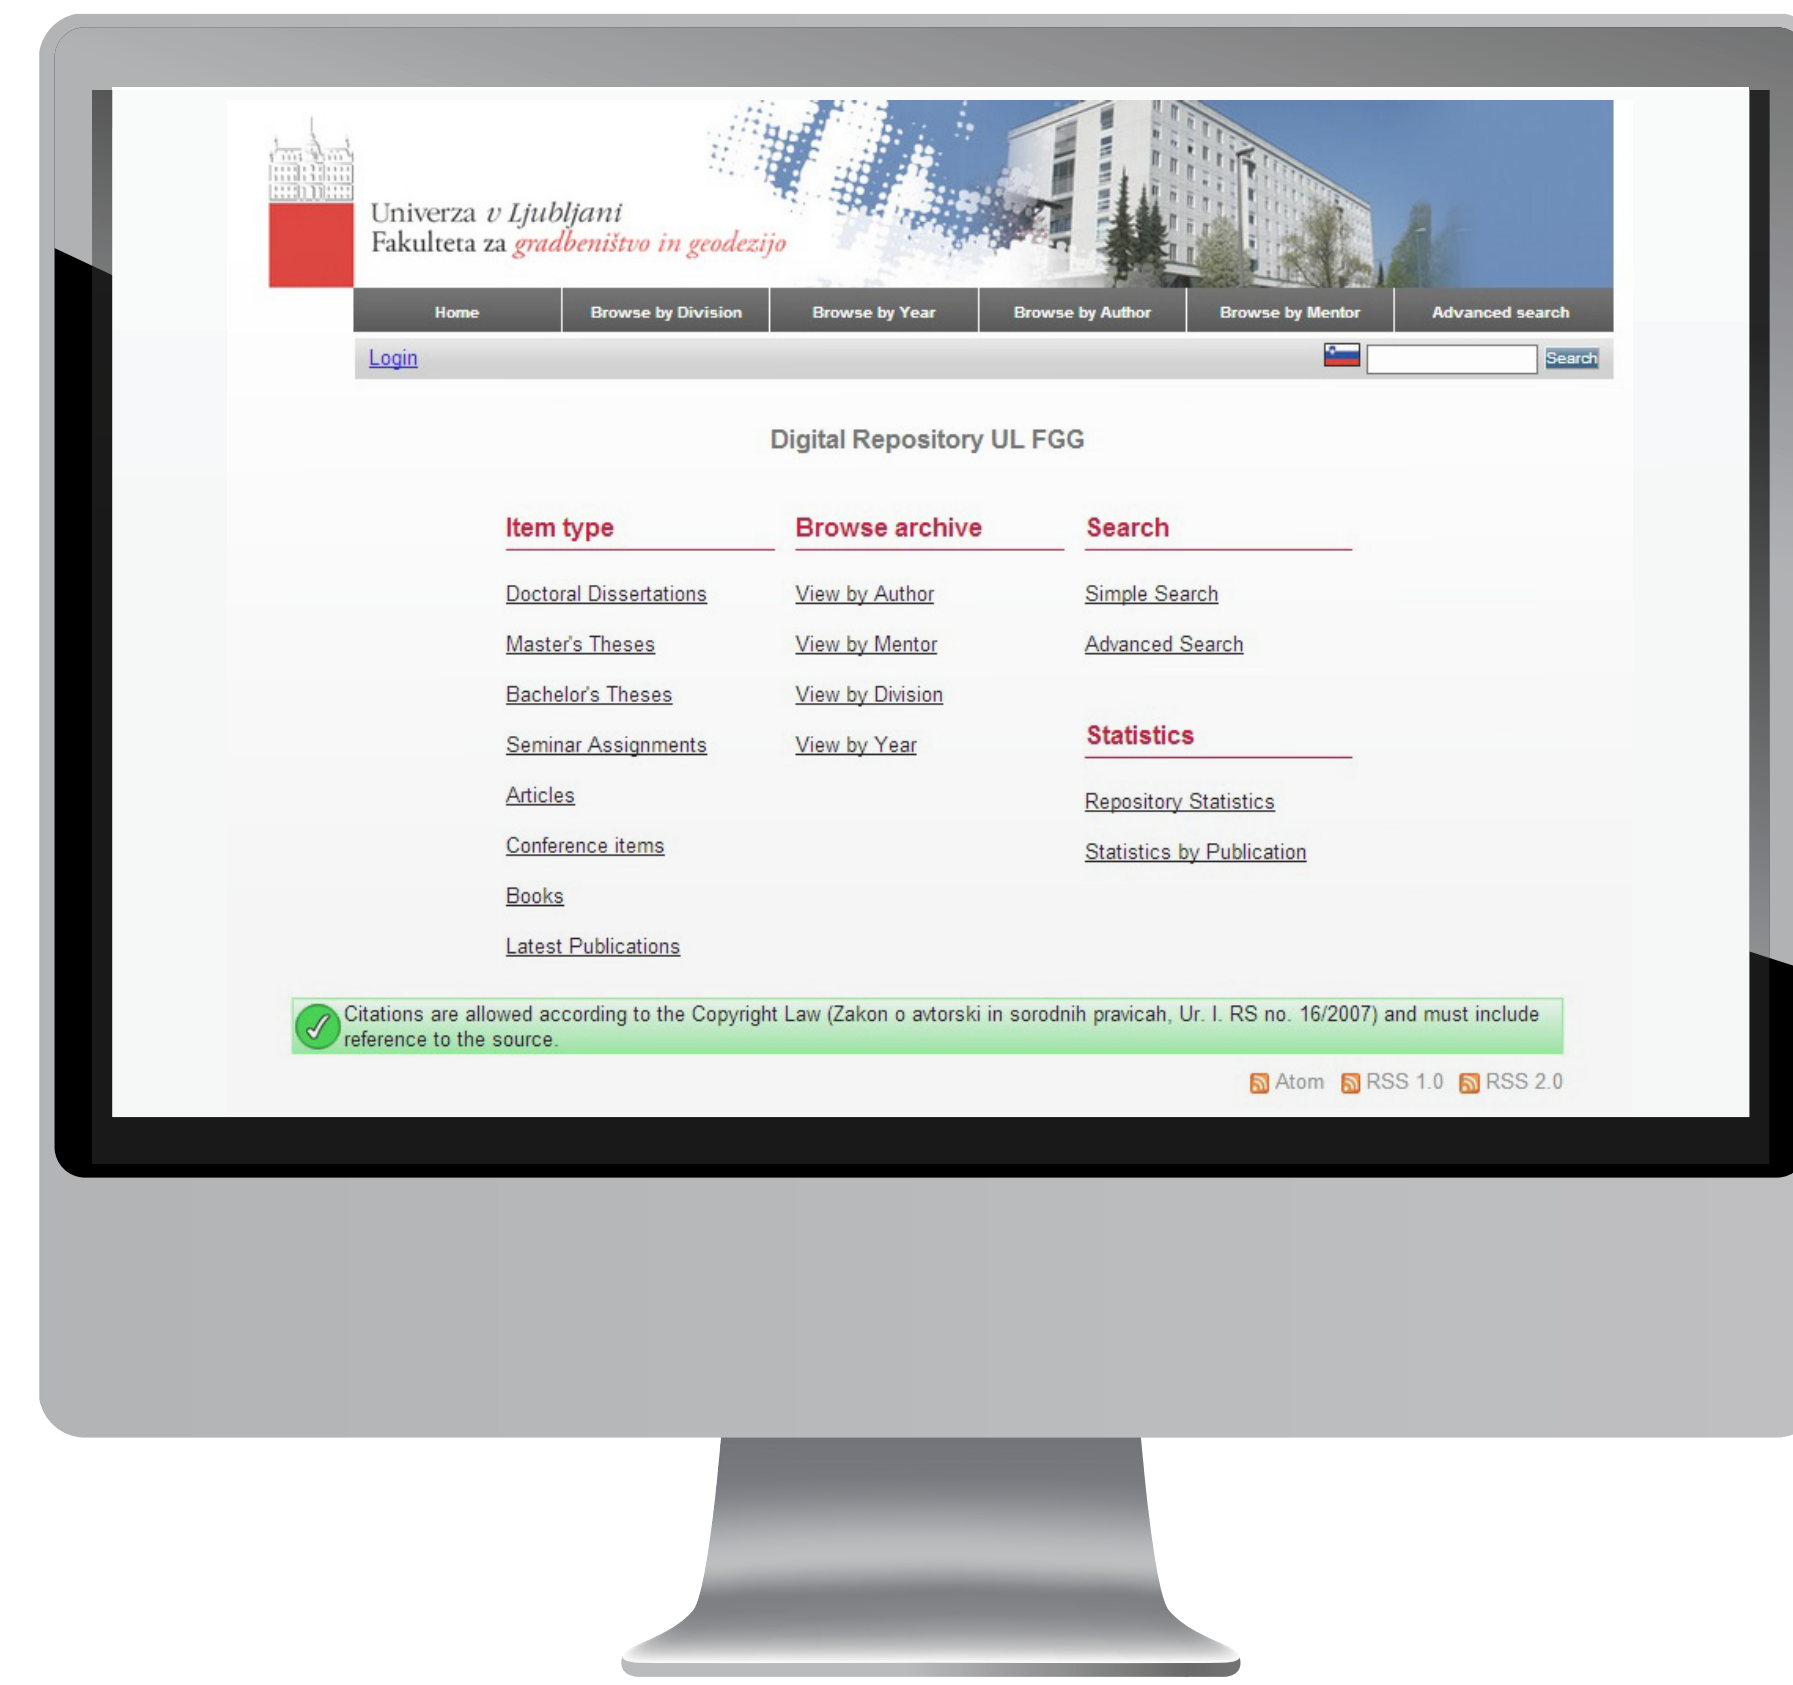 Univerza v Ljubljani
Fakulteta za gradbeništvo in geodezijo
Home Browse by Division Browse by Year Browse by Author Browse by Mentor Advanced search
Login Search
Digital Repository UL FGG
Item type
Doctoral Dissertations
Master's Theses
Bachelor's Theses
Seminar Assignments
Articles
Conference items
Books
Latest Publications
Browse archive
View by Author
View by Mentor
View by Division
View by Year
Search
Simple Search
Advanced Search
Statistics
Repository Statistics
Statistics by Publication
Citations are allowed according to the Copyright Law (Zakon o avtorski in sorodnih pravicah, Ur. l. RS no. 16/2007) and must include
reference to the source.
Atom RSS 1.0 RSS 2.0